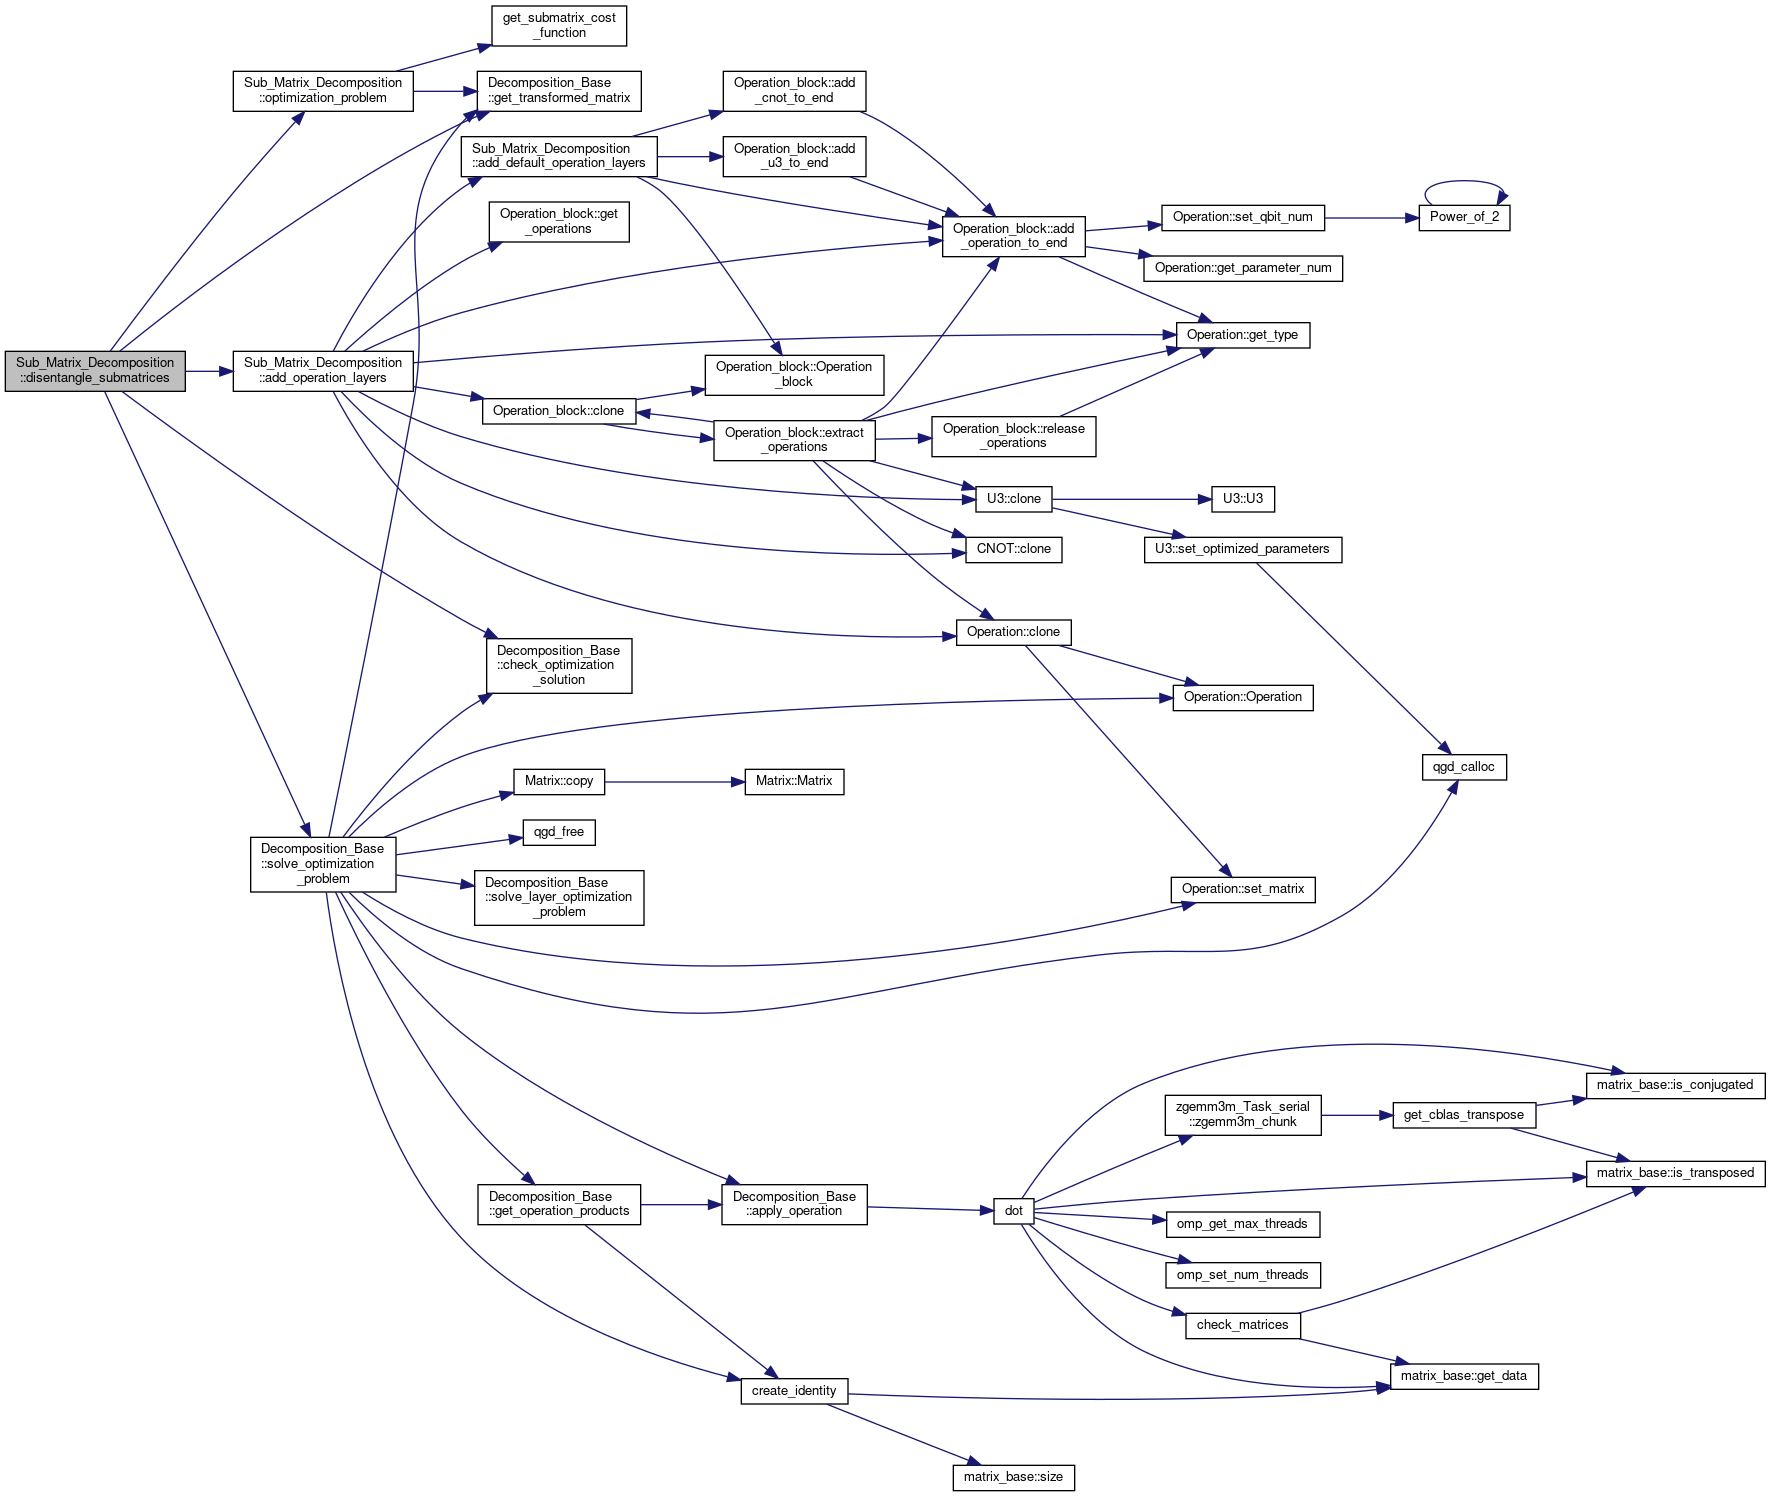 get_submatrix_cost
_function
Sub_Matrix_Decomposition
::optimization_problem
Decomposition_Base
::get_transformed_matrix
Operation_block::add
_cnot_to_end
Sub_Matrix_Decomposition
::add_default_operation_layers
Operation_block::add
_u3_to_end
Operation_block::get
_operations
Operation_block::add
_operation_to_end
Operation::set_qbit_num
Power_of_2
Operation::get_parameter_num
Operation::get_type
Sub_Matrix_Decomposition
::disentangle_submatrices
Sub_Matrix_Decomposition
::add_operation_layers
Operation_block::Operation
_block
Operation_block::clone
Operation_block::extract
_operations
Operation_block::release
_operations
U3::clone
U3::U3
CNOT::clone
U3::set_optimized_parameters
Operation::clone
Decomposition_Base
::check_optimization
_solution
Operation::Operation
Matrix::copy
Matrix::Matrix
qgd_calloc
qgd_free
Decomposition_Base
::solve_optimization
_problem
Decomposition_Base
::solve_layer_optimization
_problem
Operation::set_matrix
matrix_base::is_conjugated
zgemm3m_Task_serial
::zgemm3m_chunk
get_cblas_transpose
matrix_base::is_transposed
Decomposition_Base
::get_operation_products
Decomposition_Base
::apply_operation
dot
omp_get_max_threads
omp_set_num_threads
check_matrices
matrix_base::get_data
create_identity
matrix_base::size